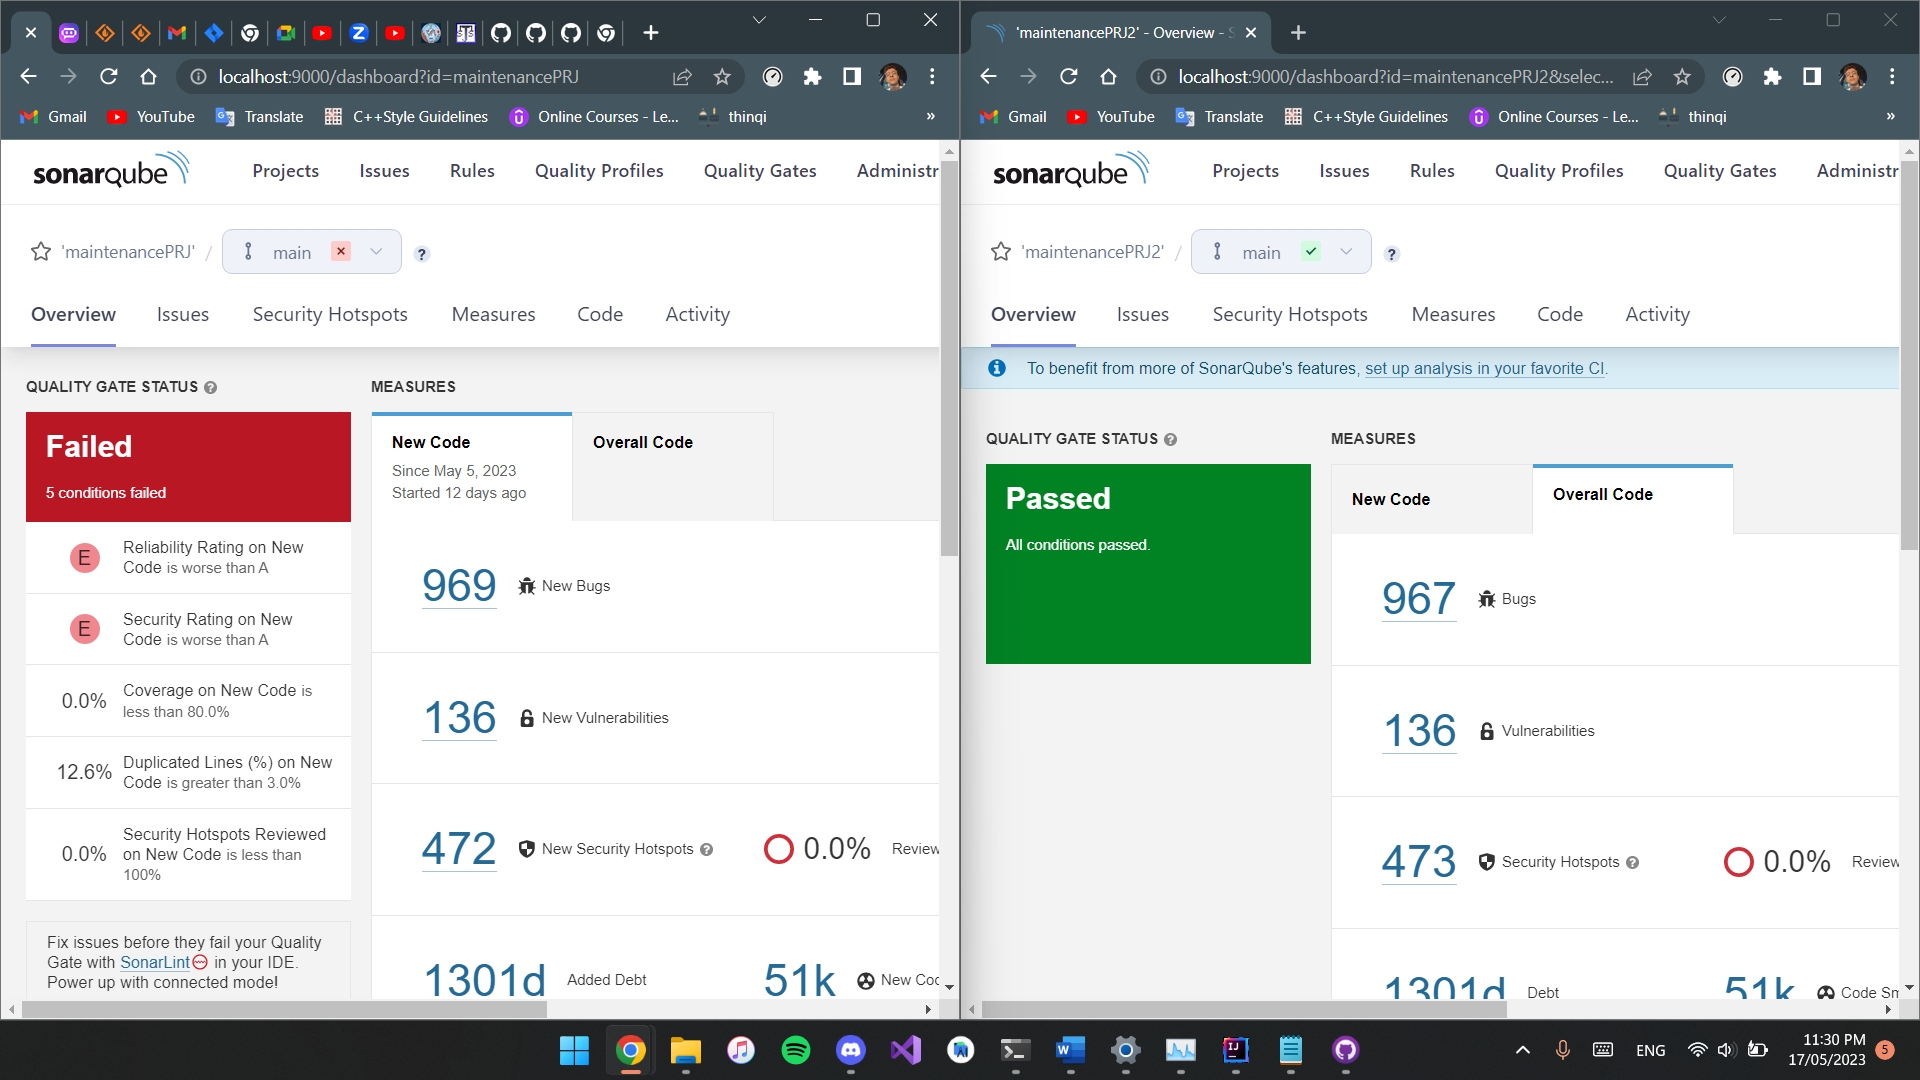 localhost:9000/dashboard?id=maintenancePRJ
Gmail YouTube Translate C++Style Guidelines Online Courses - Le... thinqi »
sonarqube Projects Issues Rules Quality Profiles Quality Gates Administr
'maintenancePRJ' / main ?
Overview Issues Security Hotspots Measures Code Activity
QUALITY GATE STATUS ? MEASURES
Failed
5 conditions failed
New Code
Since May 5, 2023
Started 12 days ago
Overall Code
E Reliability Rating on New
Code is worse than A
E Security Rating on New
Code is worse than A
0.0% Coverage on New Code is
less than 80.0%
12.6% Duplicated Lines (%) on New
Code is greater than 3.0%
0.0% Security Hotspots Reviewed
on New Code is less than
100%
Fix issues before they fail your Quality
Gate with SonarLint in your IDE.
Power up with connected mode!
969 New Bugs
136 New Vulnerabilities
472 New Security Hotspots ? 0.0% Review
1301d Added Debt 51k New Coc
'maintenancePRJ2' - Overview - S
localhost:9000/dashboard?id=maintenancePRJ2&selec...
Gmail YouTube Translate C++Style Guidelines Online Courses - Le... thinqi »
sonarqube Projects Issues Rules Quality Profiles Quality Gates Administr
'maintenancePRJ2' / main ?
Overview Issues Security Hotspots Measures Code Activity
To benefit from more of SonarQube's features, set up analysis in your favorite CI.
QUALITY GATE STATUS ? MEASURES
Passed
All conditions passed.
New Code Overall Code
967 Bugs
136 Vulnerabilities
473 Security Hotspots ? 0.0% Review
1301d Debt 51k Code Sm
ENG 11:30 PM
17/05/2023 5